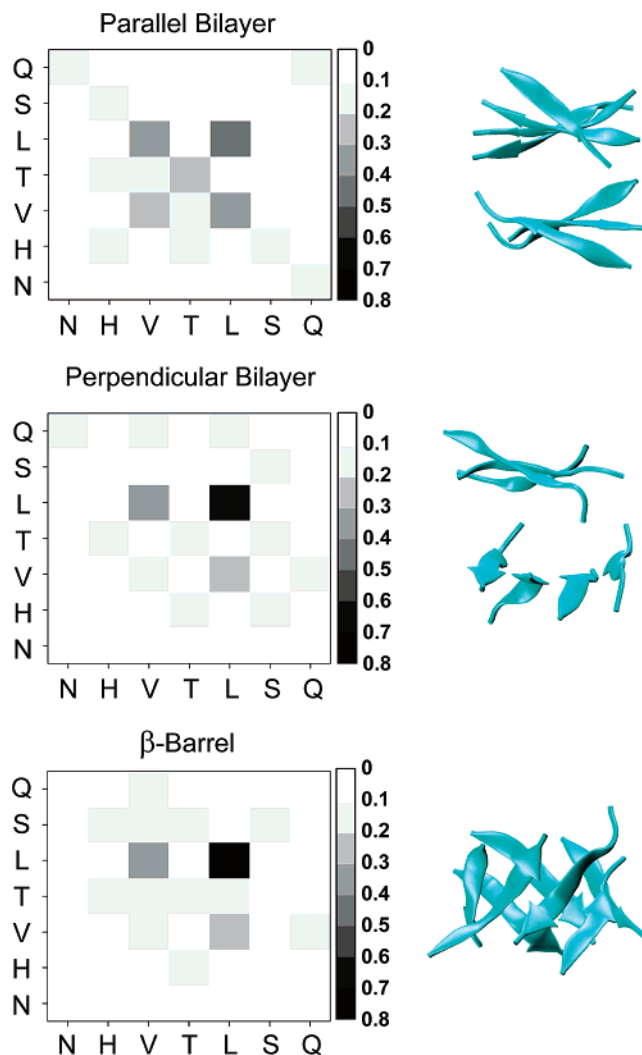 Parallel Bilayer
Q
S
L
T
V
H
N
N H V T L S Q
0
0.1
0.2
0.3
0.4
0.5
0.6
0.7
0.8
Perpendicular Bilayer
Q
S
L
T
V
H
N
N H V T L S Q
0
0.1
0.2
0.3
0.4
0.5
0.6
0.7
0.8
β-Barrel
Q
S
L
T
V
H
N
N H V T L S Q
0
0.1
0.2
0.3
0.4
0.5
0.6
0.7
0.8